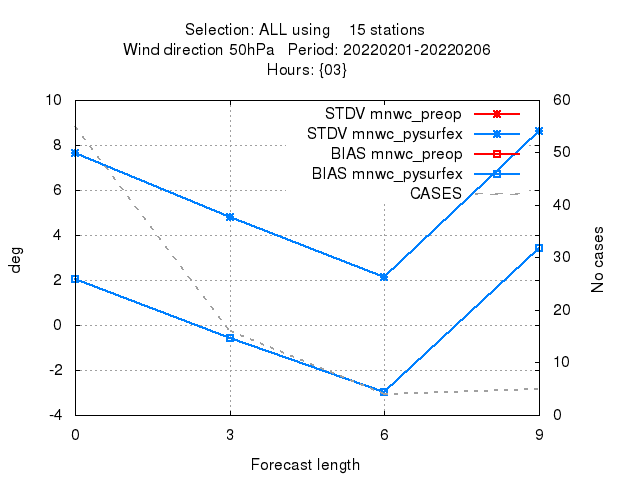 Selection: ALL using    15 stations
Wind direction 50hPa   Period: 20220201-20220206
Hours: {03}
STDV mnwc_preop
STDV mnwc_pysurfex
BIAS mnwc_preop
BIAS mnwc_pysurfex
CASES
deg
10
8
6
4
2
0
-2
-4
60
50
40
30
20
10
0
No cases
0 3 6 9
Forecast length